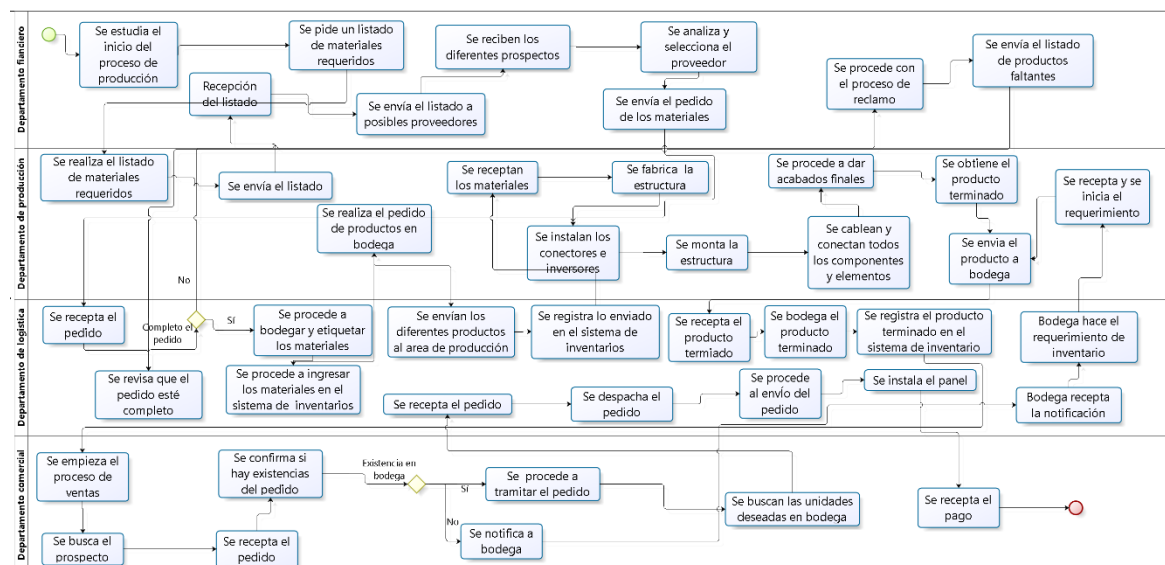 Departamento fianciero
Se estudia el
inicio del
proceso de
producción
Se pide un listado
de materiales
requeridos
Recepción
del listado
Se envía el listado a
posibles proveedores
Se reciben los
diferentes prospectos
Se analiza y
selecciona el
proveedor
Se envía el pedido
de los materiales
Se procede con
el proceso de
reclamo
Se envía el listado
de productos
faltantes
Departamento de producción
Se realiza el listado
de materiales
requeridos
Se envía el listado
Se realiza el pedido
de productos en
bodega
Se receptan
los materiales
Se fabrica la
estructura
Se instalan los
conectores e
inversores
Se monta la
estructura
Se procede a dar
acabados finales
Se cablean y
conectan todos
los componentes
y elementos
Se obtiene el
producto
terminado
Se envia el
producto a
bodega
Se recepta y se
inicia el
requerimiento
No
Departamento de logística
Se recepta el
pedido
Completo el
pedido
Sí
Se revisa que el
pedido esté
completo
Se procede a
bodegar y etiquetar
los materiales
Se procede a ingresar
los materiales en el
sistema de inventarios
Se envían los
diferentes productos
al area de producción
Se registra lo enviado
en el sistema de
inventarios
Se recepta el
producto
termiado
Se bodega el
producto
terminado
Se registra el producto
terminado en el
sistema de inventario
Bodega hace el
requerimiento de
inventario
Se recepta el pedido
Se despacha el
pedido
Se procede
al envío del
pedido
Se instala el panel
Bodega recepta
la notificación
Departamento comercial
Se empieza el
proceso de
ventas
Se busca el
prospecto
Se recepta el
pedido
Se confirma si
hay existencias
del pedido
Existencia en
bodega
Sí
No
Se procede a
tramitar el pedido
Se notifica a
bodega
Se buscan las unidades
deseadas en bodega
Se recepta el
pago